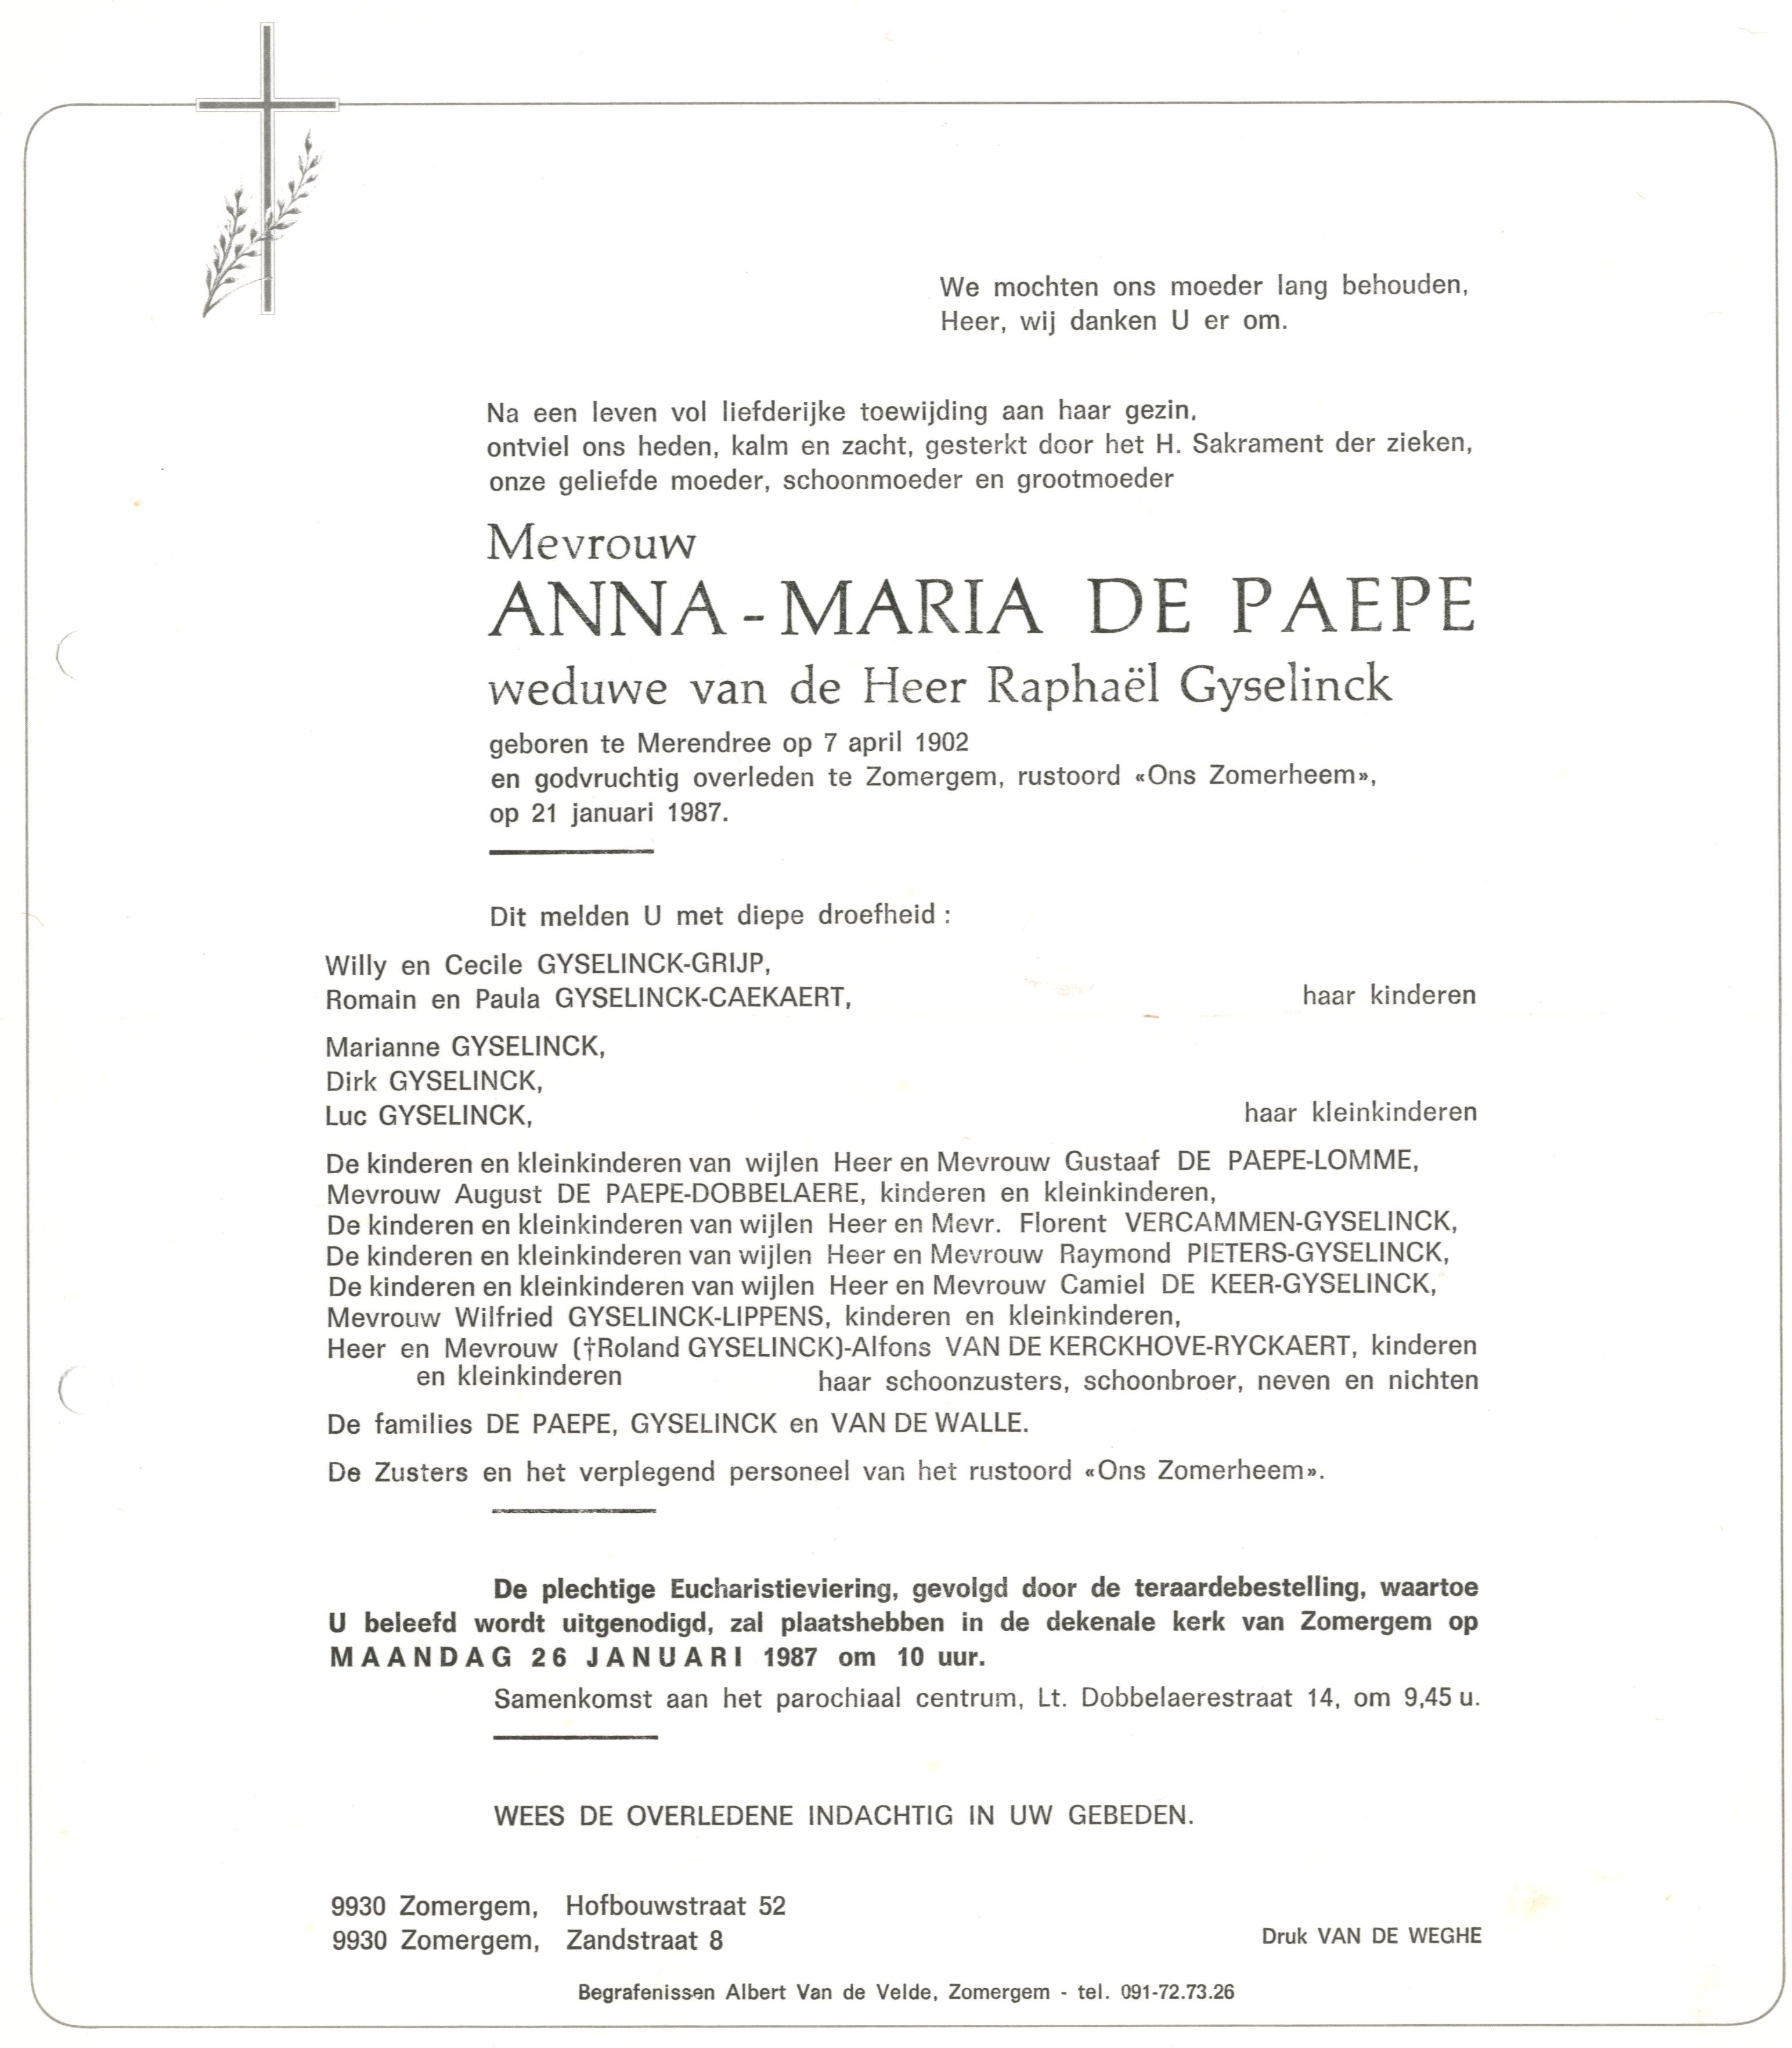 We mochten ons moeder lang behouden,
Heer, wij danken U er om.
Na een leven vol liefderijke toewijding aan haar gezin,
ontviel ons heden, kalm en zacht, gesterkt door het H. Sakrament der zieken,
onze geliefde moeder, schoonmoeder en grootmoeder
Mevrouw
ANNA-MARIA DE PAEPE
weduwe van de Heer Raphaël Gyselinck
geboren te Merendree op 7 april 1902
en godvruchtig overleden te Zomergem, rustoord «Ons Zomerheem»,
op 21 januari 1987.
Dit melden U met diepe droefheid :
Willy en Cecile GYSELINCK-GRIJP,
Romain en Paula GYSELINCK-CAEKAERT, haar kinderen
Marianne GYSELINCK,
Dirk GYSELINCK,
Luc GYSELINCK, haar kleinkinderen
De kinderen en kleinkinderen van wijlen Heer en Mevrouw Gustaaf DE PAEPE-LOMME,
Mevrouw August DE PAEPE-DOBBELAERE, kinderen en kleinkinderen,
De kinderen en kleinkinderen van wijlen Heer en Mevr. Florent VERCAMMEN-GYSELINCK,
De kinderen en kleinkinderen van wijlen Heer en Mevrouw Raymond PIETERS-GYSELINCK,
De kinderen en kleinkinderen van wijlen Heer en Mevrouw Camiel DE KEER-GYSELINCK,
Mevrouw Wilfried GYSELINCK-LIPPENS, kinderen en kleinkinderen,
Heer en Mevrouw (†Roland GYSELINCK)-Alfons VAN DE KERCKHOVE-RYCKAERT, kinderen
en kleinkinderen haar schoonzusters, schoonbroer, neven en nichten
De families DE PAEPE, GYSELINCK en VAN DE WALLE.
De Zusters en het verplegend personeel van het rustoord «Ons Zomerheem».
De plechtige Eucharistieviering, gevolgd door de teraardebestelling, waartoe
U beleefd wordt uitgenodigd, zal plaatshebben in de dekenale kerk van Zomergem op
MAANDAG 26 JANUARI 1987 om 10 uur.
Samenkomst aan het parochiaal centrum, Lt. Dobbelaerestraat 14, om 9,45 u.
WEES DE OVERLEDENE INDACHTIG IN UW GEBEDEN.
9930 Zomergem, Hofbouwstraat 52
9930 Zomergem, Zandstraat 8
Druk VAN DE WEGHE
Begrafenissen Albert Van de Velde, Zomergem - tel. 091-72.73.26